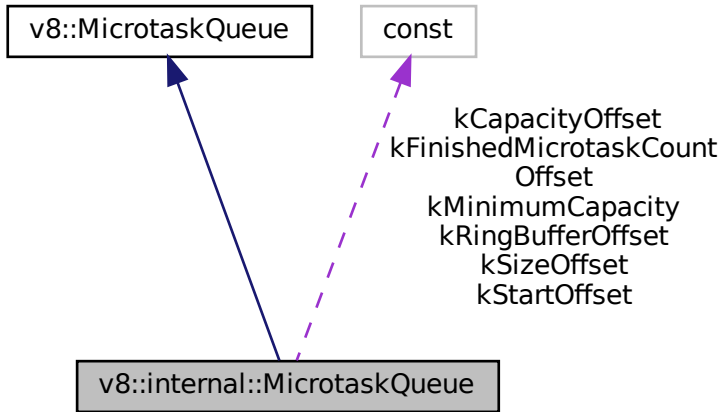 v8::MicrotaskQueue
const
kCapacityOffset
kFinishedMicrotaskCount
Offset
kMinimumCapacity
kRingBufferOffset
kSizeOffset
kStartOffset
v8::internal::MicrotaskQueue